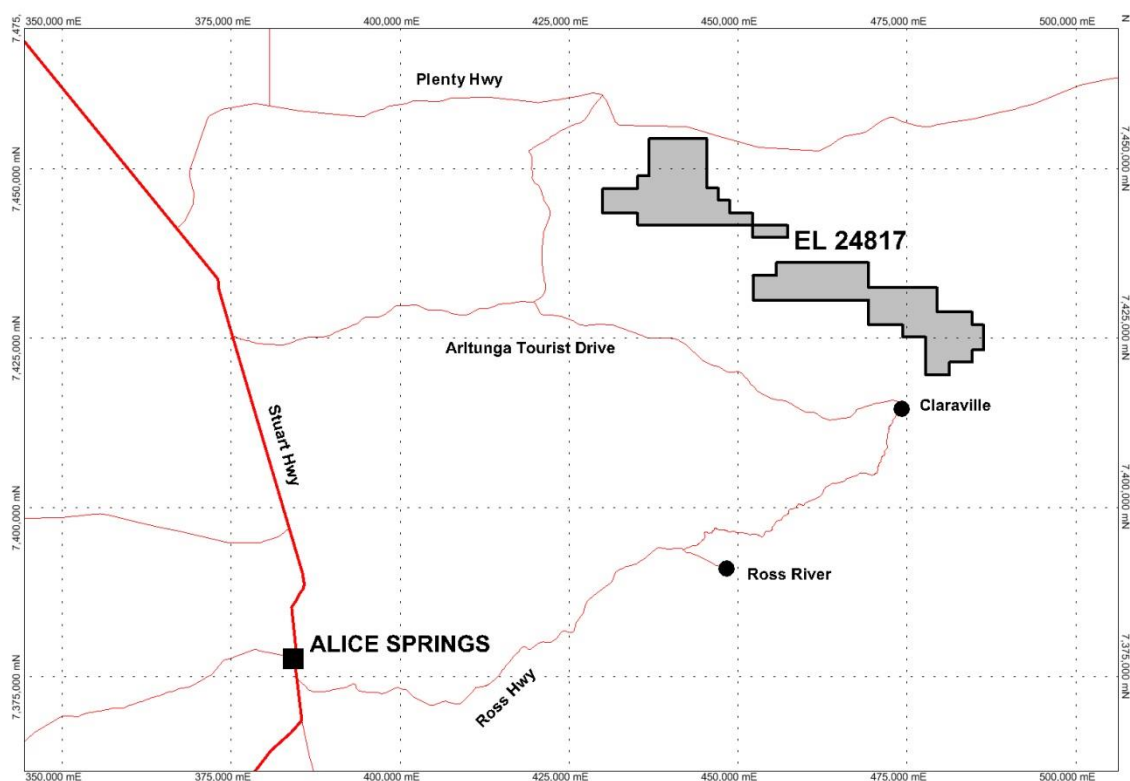 350,000 mE 375,000 mE 400,000 mE 425,000 mE 450,000 mE 475,000 mE 500,000 mE
7,475,
N
Plenty Hwy
7,450,000 mN
7,450,000 mN
EL 24817
7,425,000 mN
7,425,000 mN
Arltunga Tourist Drive
Claraville
Stuart Hwy
7,400,000 mN
7,400,000 mN
Ross River
ALICE SPRINGS
7,375,000 mN
7,375,000 mN
Ross Hwy
350,000 mE 375,000 mE 400,000 mE 425,000 mE 450,000 mE 475,000 mE 500,000 mE